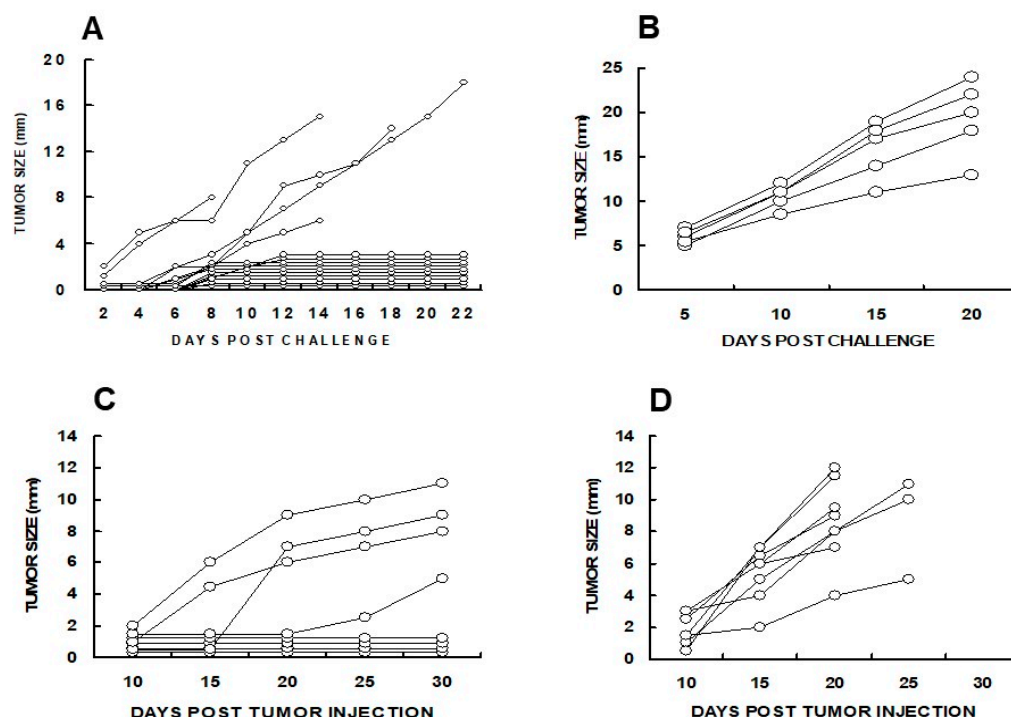 A
TUMOR SIZE (mm)
20
16
12
8
4
0
2 4 6 8 10 12 14 16 18 20 22
DAYS POST CHALLENGE
B
TUMOR SIZE (mm)
25
20
15
10
5
0
5 10 15 20
DAYS POST CHALLENGE
C
TUMOR SIZE (mm)
14
12
10
8
6
4
2
0
10 15 20 25 30
DAYS POST TUMOR INJECTION
D
TUMOR SIZE (mm)
14
12
10
8
6
4
2
0
10 15 20 25 30
DAYS POST TUMOR INJECTION